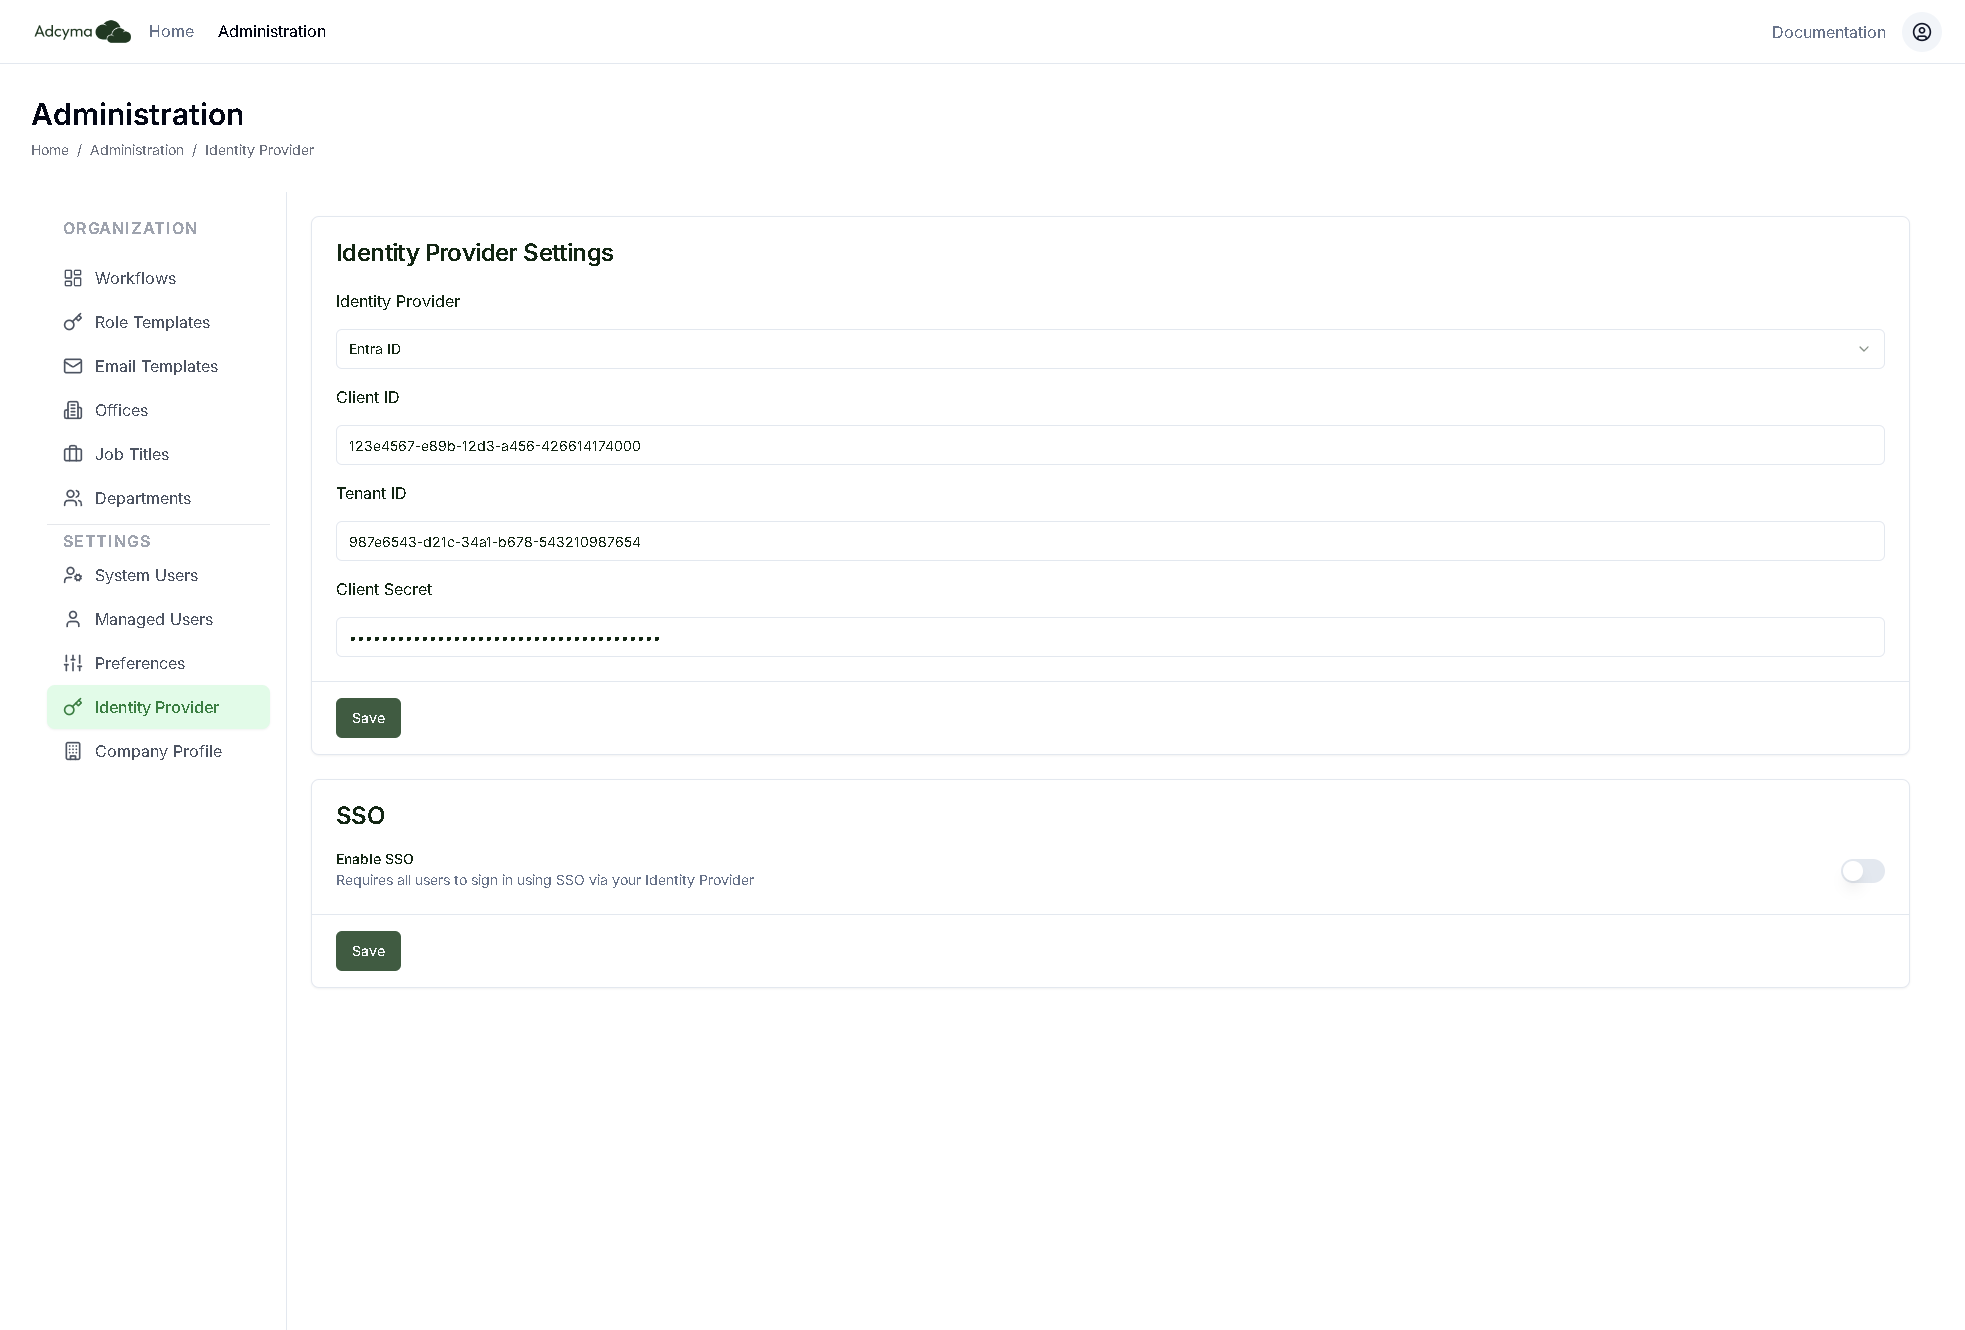 Adcyma Home Administration Documentation
Administration
Home / Administration / Identity Provider
ORGANIZATION
Workflows
Role Templates
Email Templates
Offices
Job Titles
Departments
SETTINGS
System Users
Managed Users
Preferences
Identity Provider
Company Profile
Identity Provider Settings
Identity Provider
Entra ID
Client ID
123e4567-e89b-12d3-a456-426614174000
Tenant ID
987e6543-d21c-34a1-b678-543210987654
Client Secret
•••••••••••••••••••••••••••••••••••••••
Save
SSO
Enable SSO
Requires all users to sign in using SSO via your Identity Provider
Save